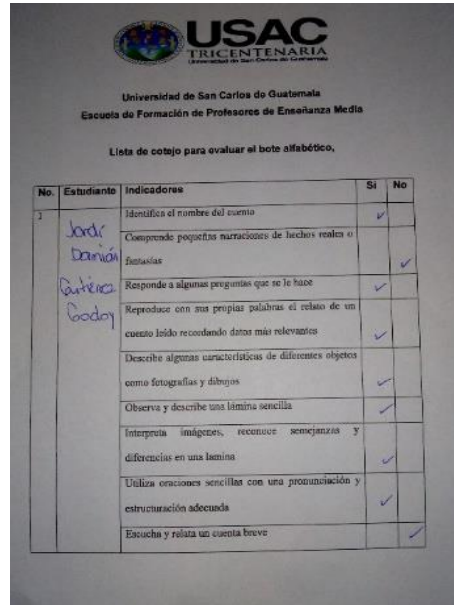 USAC
TRICENTENARIA
Universidad de San Carlos de Guatemala
Universidad de San Carlos de Guatemala
Escuela de Formación de Profesores de Enseñanza Media
Lista de cotejo para evaluar el bote alfabético,
No. Estudiante Indicadores Si No
1 Jordi Damián Gutiérrez Godoy
Identifica el nombre del cuento ✓
Comprende pequeñas narraciones de hechos reales o
fantasías ✓
Responde a algunas preguntas que se le hace ✓
Reproduce con sus propias palabras el relato de un
cuento leído recordando datos más relevantes ✓
Describe algunas características de diferentes objetos
como fotografías y dibujos ✓
Observa y describe una lámina sencilla ✓
Interpreta imágenes, reconoce semejanzas y
diferencias en una lamina ✓
Utiliza oraciones sencillas con una pronunciación y
estructuración adecuada ✓
Escucha y relata un cuenta breve ✓